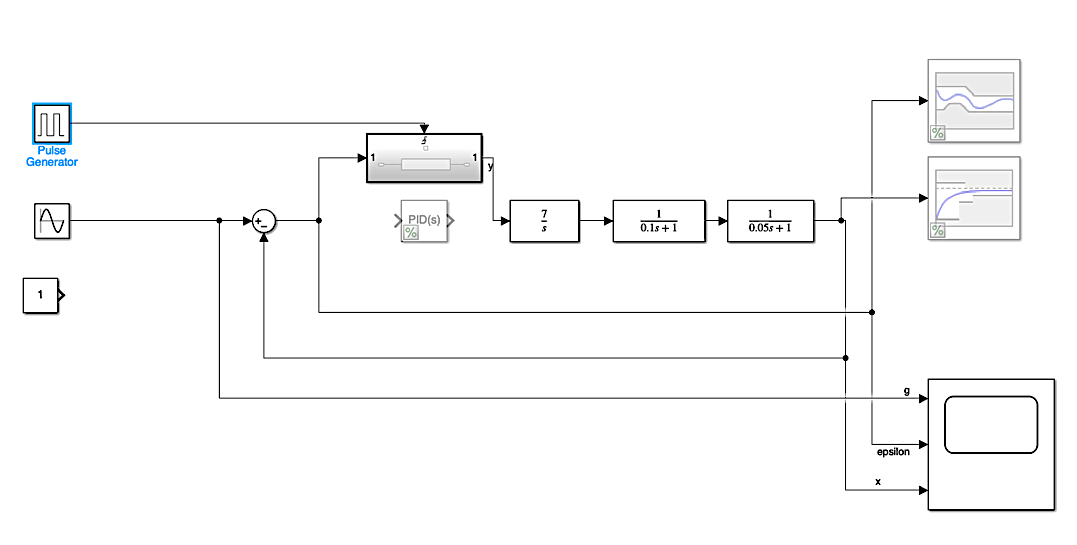 Pulse
Generator
1
1
y
PID(s)
%
7
s
1
0.1s + 1
1
0.05s + 1
%
%
1
g
epsilon
x